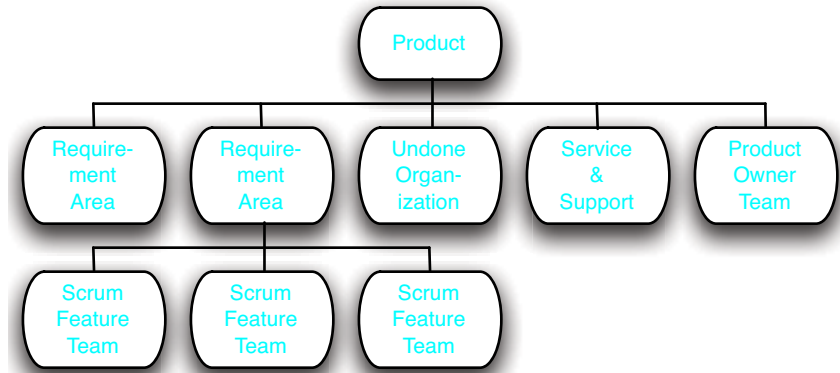 Product
Require-
ment
Area
Require-
ment
Area
Undone
Organ-
ization
Service
&
Support
Product
Owner
Team
Scrum
Feature
Team
Scrum
Feature
Team
Scrum
Feature
Team